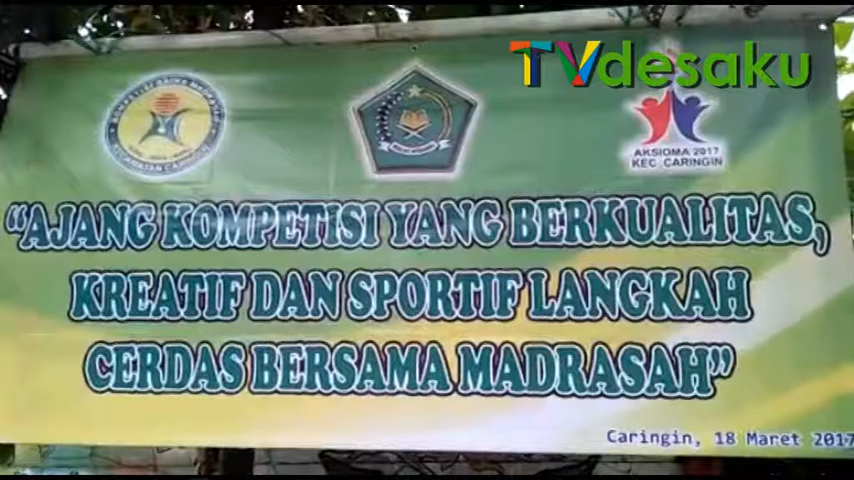 TVdesaku
AKSIOMA 2017
KEC. CARINGIN
"AJANG KOMPETISI YANG BERKUALITAS,
KREATIF DAN SPORTIF LANGKAH
CERDAS BERSAMA MADRASAH"
Caringin, 18 Maret 2017